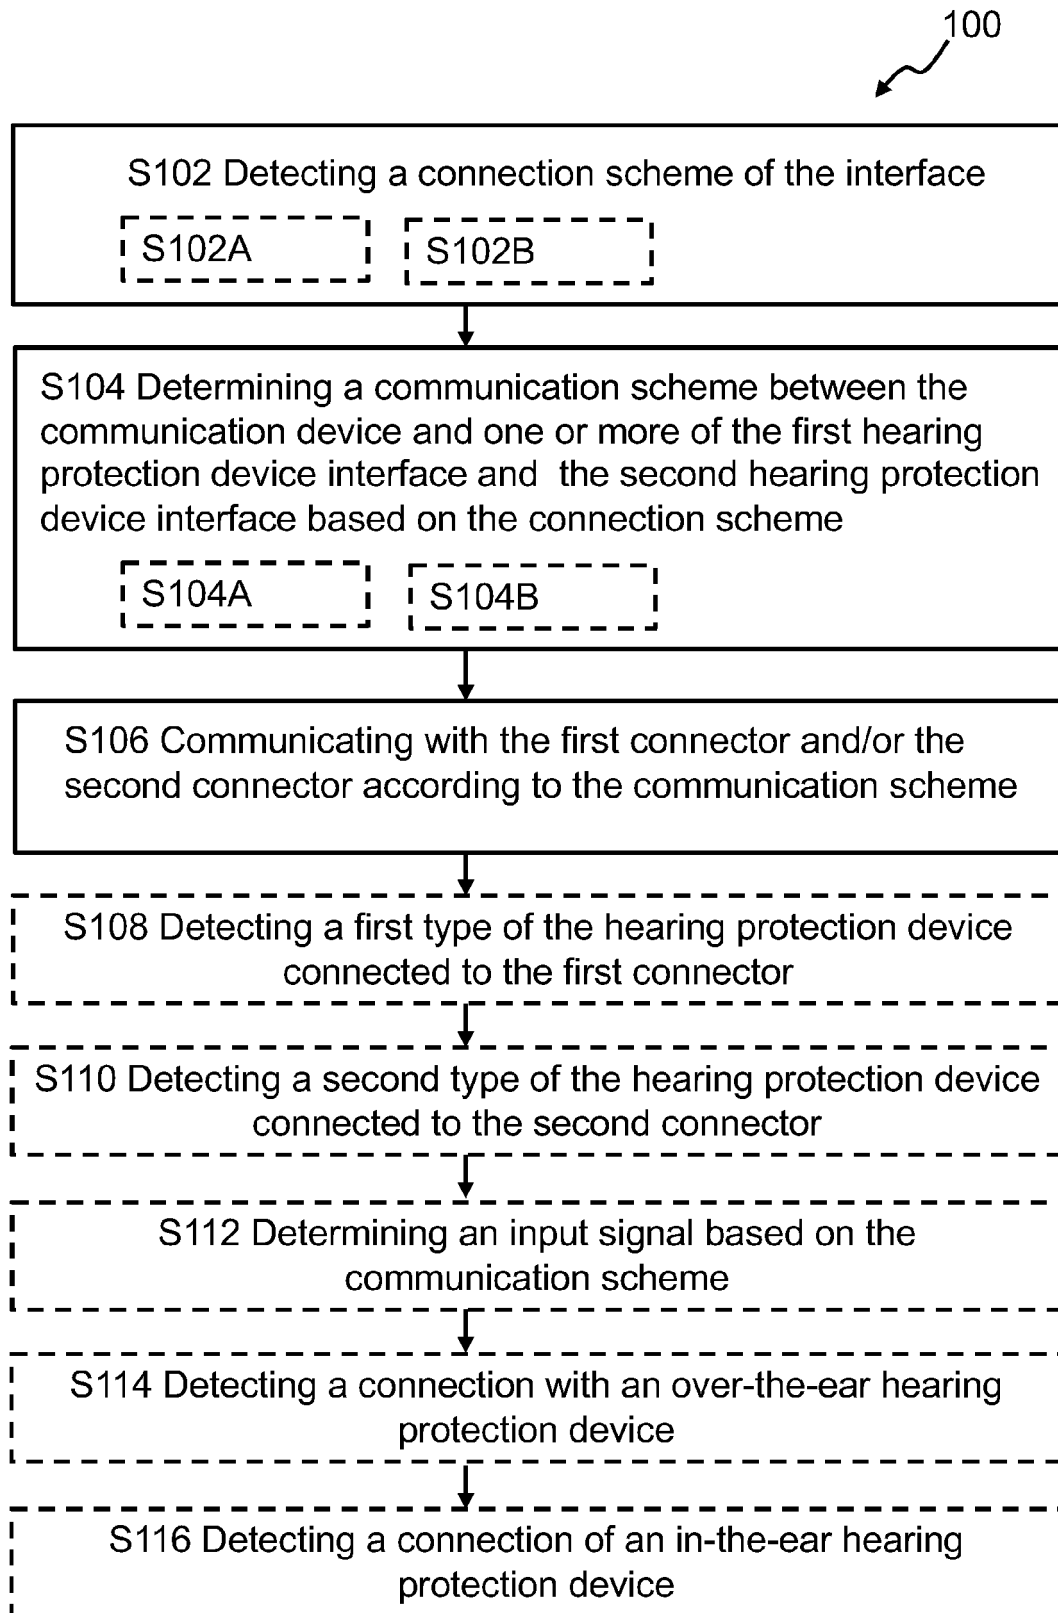 100
S102 Detecting a connection scheme of the interface
S102A
S102B
S104 Determining a communication scheme between the
communication device and one or more of the first hearing
protection device interface and the second hearing protection
device interface based on the connection scheme
S104A
S104B
S106 Communicating with the first connector and/or the
second connector according to the communication scheme
S108 Detecting a first type of the hearing protection device
connected to the first connector
S110 Detecting a second type of the hearing protection device
connected to the second connector
S112 Determining an input signal based on the
communication scheme
S114 Detecting a connection with an over-the-ear hearing
protection device
S116 Detecting a connection of an in-the-ear hearing
protection device